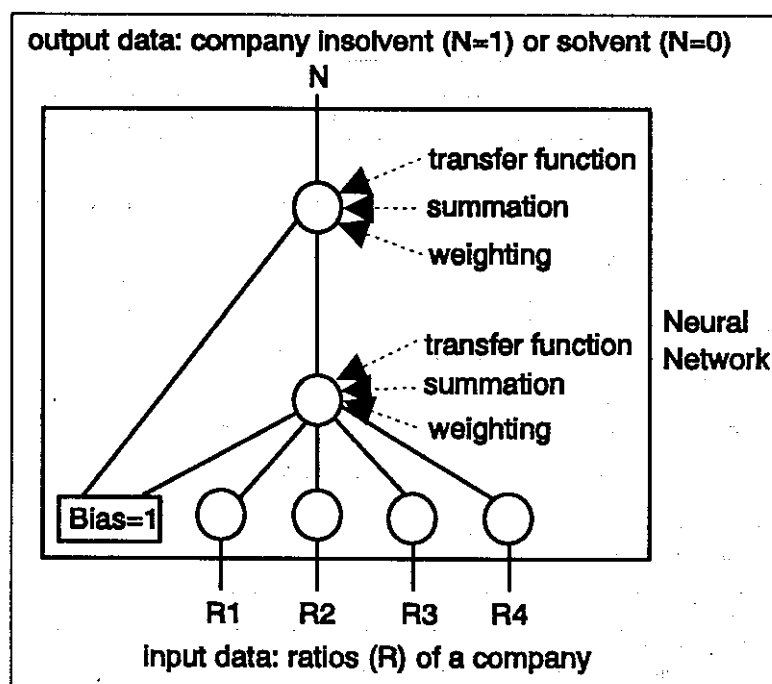 output data: company insolvent (N=1) or solvent (N=0)
N
transfer function
summation
weighting
Neural
Network
transfer function
summation
weighting
Bias=1
R1 R2 R3 R4
input data: ratios (R) of a company